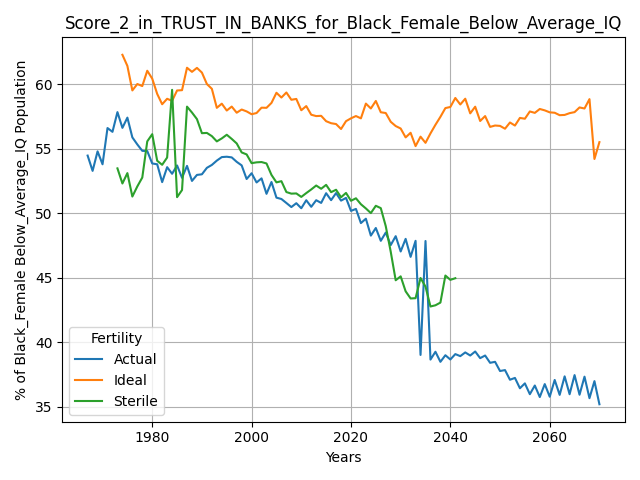 Score_2_in_TRUST_IN_BANKS_for_Black_Female_Below_Average_IQ
% of Black_Female Below_Average_IQ Population
60
55
50
45
40
35
Fertility
Actual
Ideal
Sterile
1980
2000
2020
2040
2060
Years